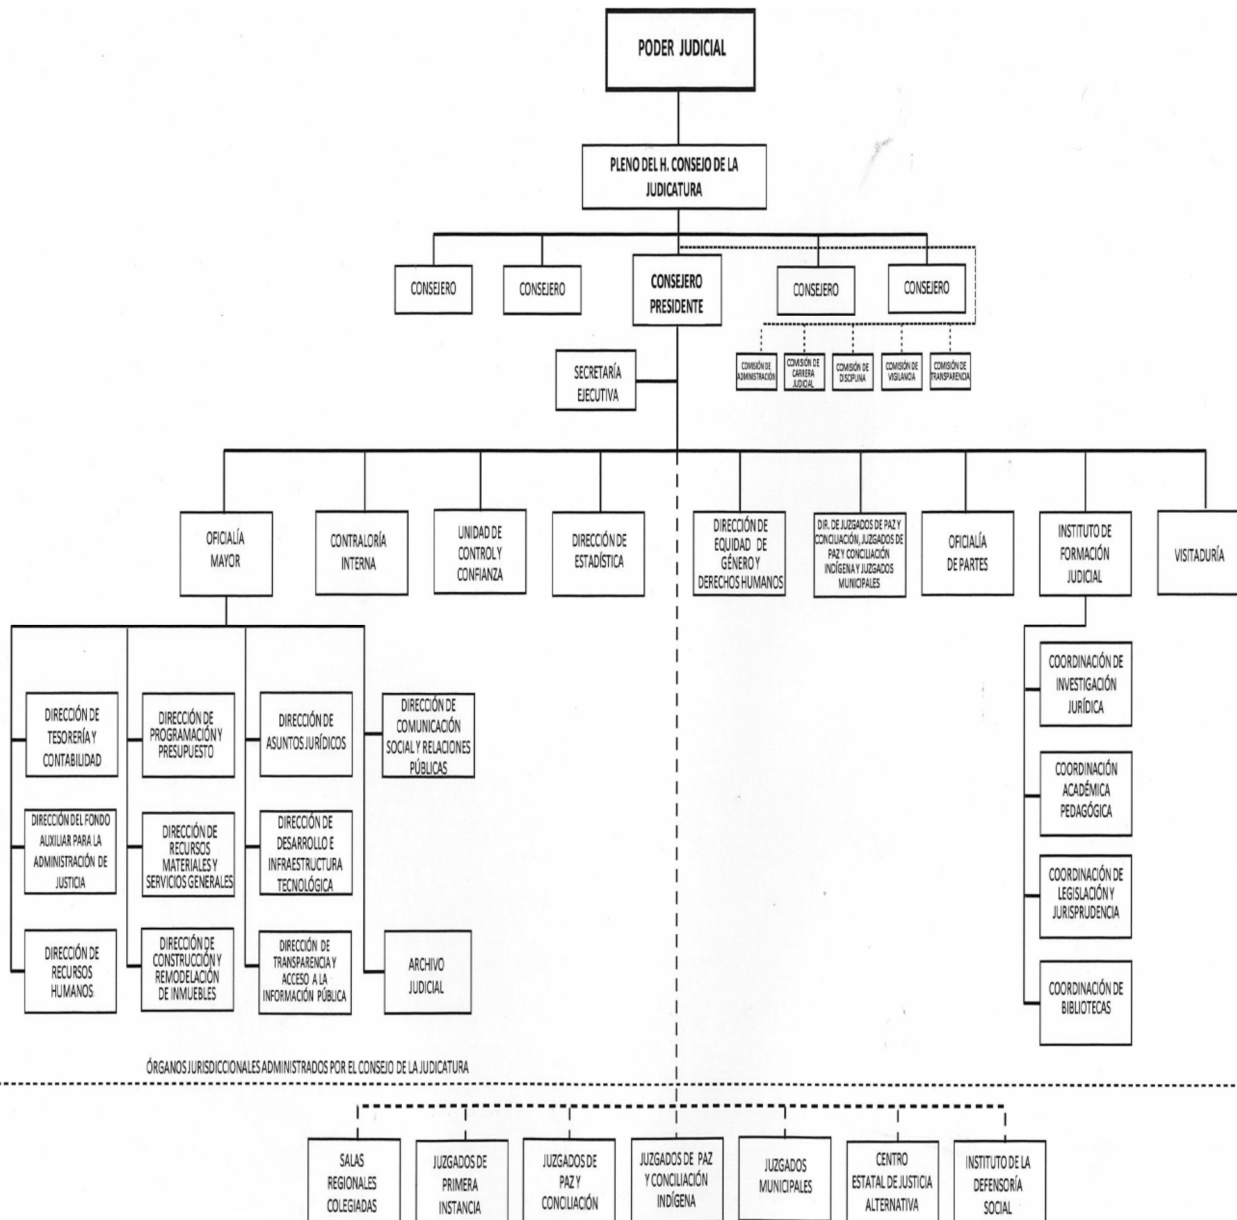 PODER JUDICIAL
PLENO DEL H. CONSEJO DE LA
JUDICATURA
CONSEJERO
CONSEJERO
CONSEJERO
PRESIDENTE
CONSEJERO
CONSEJERO
SECRETARÍA
EJECUTIVA
COMISIÓN DE
ADMINISTRACIÓN
COMISIÓN DE
CARRERA
JUDICIAL
COMISIÓN DE
DISCIPLINA
COMISIÓN DE
VIGILANCIA
COMISIÓN DE
TRANSPARENCIA
OFICIALÍA
MAYOR
CONTRALORÍA
INTERNA
UNIDAD DE
CONTROL Y
CONFIANZA
DIRECCIÓN DE
ESTADÍSTICA
DIRECCIÓN DE
EQUIDAD DE
GÉNERO Y
DERECHOS HUMANOS
DIR. DE JUZGADOS DE PAZ Y
CONCILIACIÓN, JUZGADOS DE
PAZ Y CONCILIACIÓN
INDÍGENA Y JUZGADOS
MUNICIPALES
OFICIALÍA
DE PARTES
INSTITUTO DE
FORMACIÓN
JUDICIAL
VISITADURÍA
DIRECCIÓN DE
TESORERÍA Y
CONTABILIDAD
DIRECCIÓN DE
PROGRAMACIÓN Y
PRESUPUESTO
DIRECCIÓN DE
ASUNTOS JURÍDICOS
DIRECCIÓN DE
COMUNICACIÓN
SOCIAL Y RELACIONES
PÚBLICAS
COORDINACIÓN DE
INVESTIGACIÓN
JURÍDICA
DIRECCIÓN DEL FONDO
AUXILIAR PARA LA
ADMINISTRACIÓN DE
JUSTICIA
DIRECCIÓN DE
RECURSOS
MATERIALES Y
SERVICIOS GENERALES
DIRECCIÓN DE
DESARROLLO E
INFRAESTRUCTURA
TECNOLÓGICA
COORDINACIÓN
ACADÉMICA
PEDAGÓGICA
COORDINACIÓN DE
LEGISLACIÓN Y
JURISPRUDENCIA
DIRECCIÓN DE
RECURSOS
HUMANOS
DIRECCIÓN DE
CONSTRUCCIÓN Y
REMODELACIÓN
DE INMUEBLES
DIRECCIÓN DE
TRANSPARENCIA Y
ACCESO A LA
INFORMACIÓN PÚBLICA
ARCHIVO
JUDICIAL
COORDINACIÓN DE
BIBLIOTECAS
ÓRGANOS JURISDICCIONALES ADMINISTRADOS POR EL CONSEJO DE LA JUDICATURA
SALAS
REGIONALES
COLEGIADAS
JUZGADOS DE
PRIMERA
INSTANCIA
JUZGADOS DE
PAZ Y
CONCILIACIÓN
JUZGADOS DE PAZ
Y CONCILIACIÓN
INDÍGENA
JUZGADOS
MUNICIPALES
CENTRO
ESTATAL DE JUSTICIA
ALTERNATIVA
INSTITUTO DE LA
DEFENSORÍA
SOCIAL